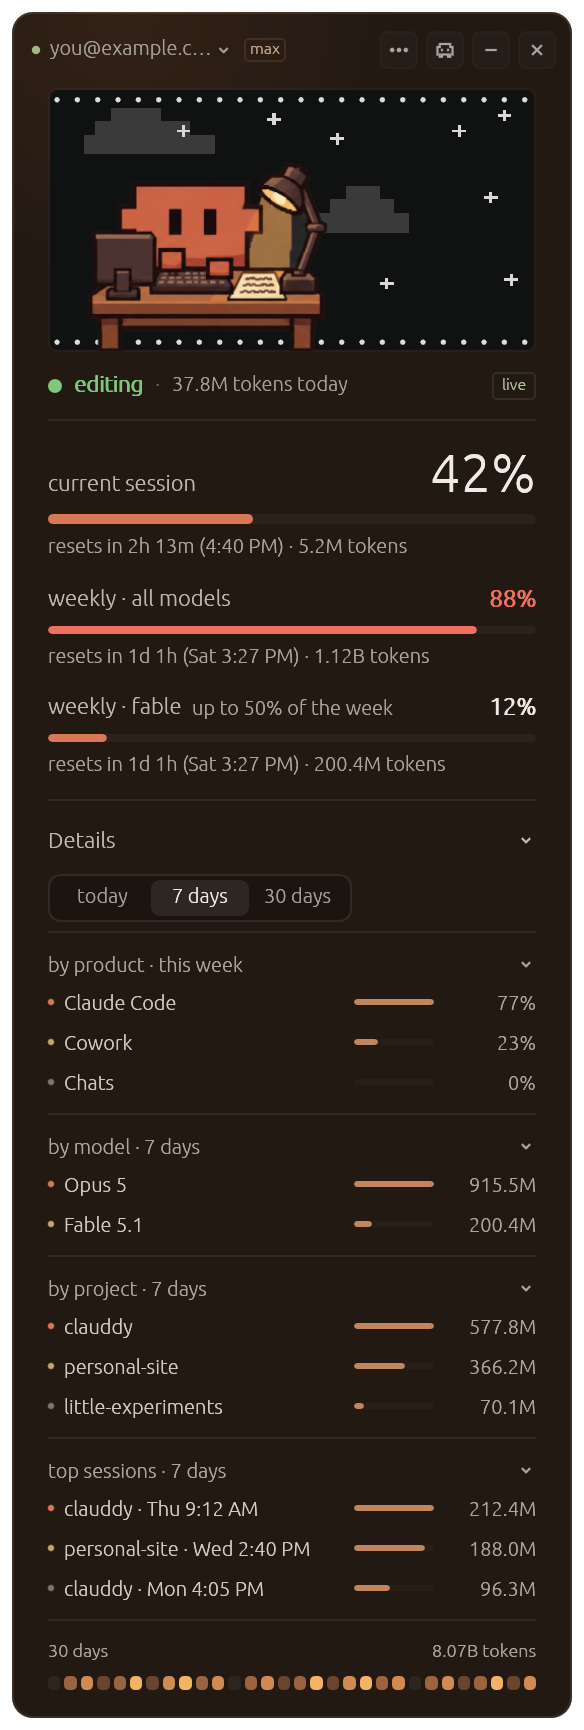 you@example.c... max
editing · 37.8M tokens today live
current session 42%
resets in 2h 13m (4:40 PM) · 5.2M tokens
weekly · all models 88%
resets in 1d 1h (Sat 3:27 PM) · 1.12B tokens
weekly · fable up to 50% of the week 12%
resets in 1d 1h (Sat 3:27 PM) · 200.4M tokens
Details
today 7 days 30 days
by product · this week
Claude Code 77%
Cowork 23%
Chats 0%
by model · 7 days
Opus 5 915.5M
Fable 5.1 200.4M
by project · 7 days
clauddy 577.8M
personal-site 366.2M
little-experiments 70.1M
top sessions · 7 days
clauddy · Thu 9:12 AM 212.4M
personal-site · Wed 2:40 PM 188.0M
clauddy · Mon 4:05 PM 96.3M
30 days 8.07B tokens